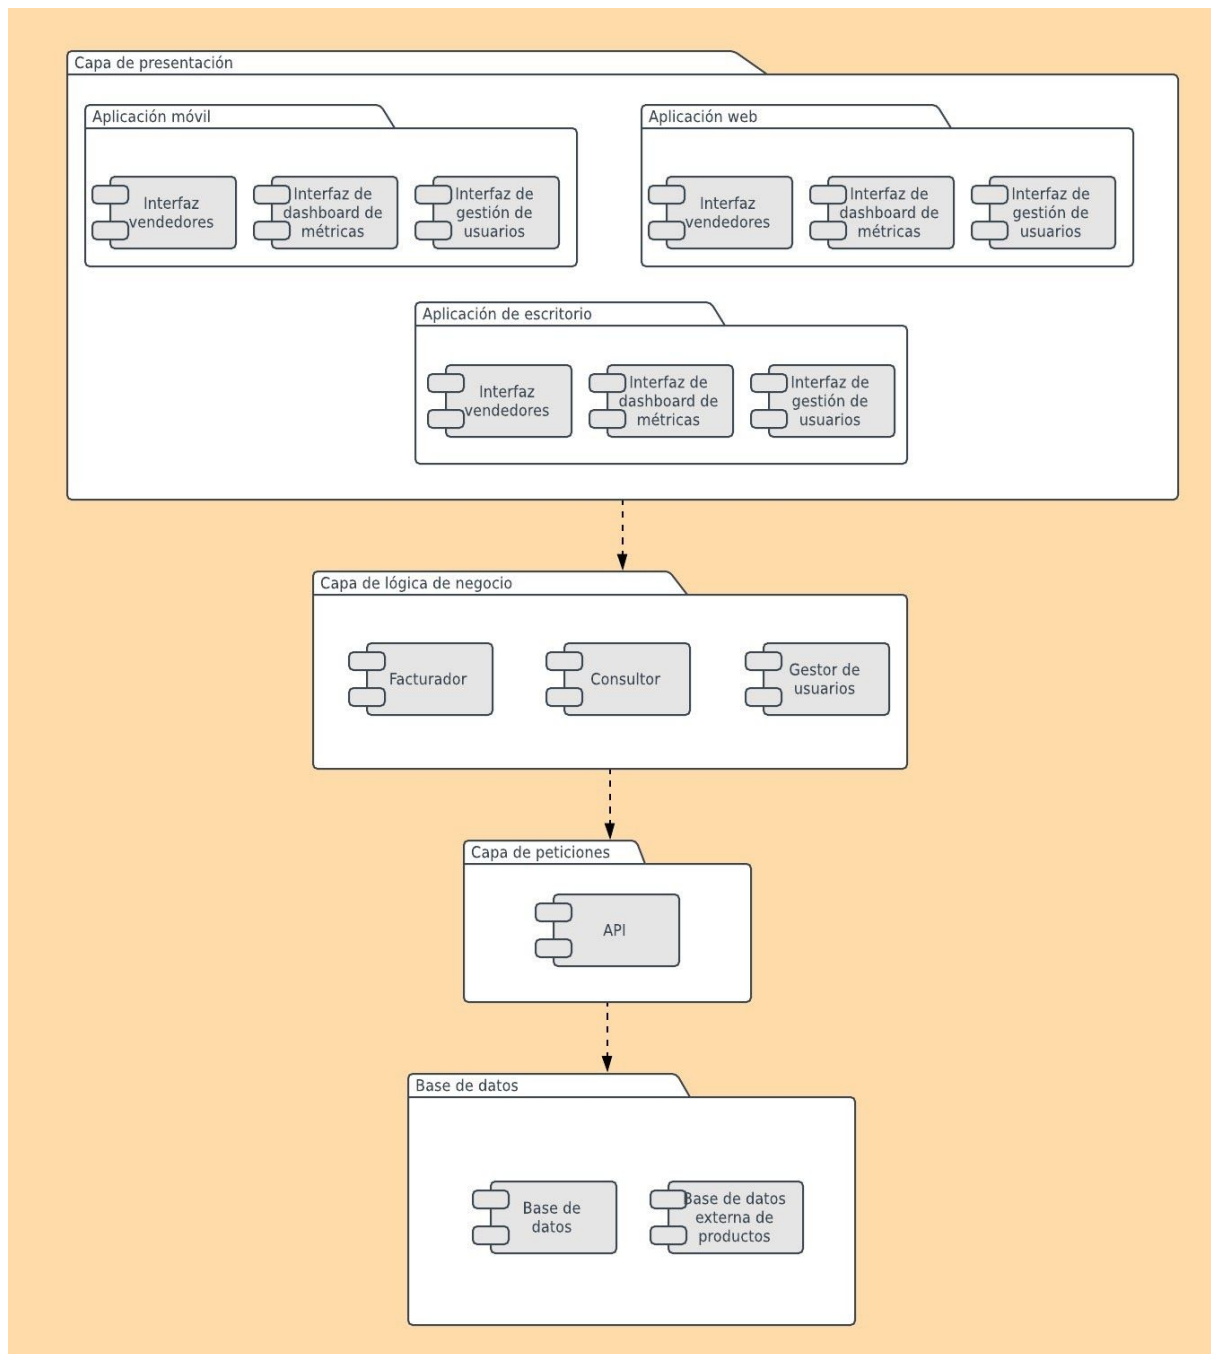 Capa de presentación
Aplicación móvil
Interfaz
vendedores
Interfaz de
dashboard de
métricas
Interfaz de
gestión de
usuarios
Aplicación web
Interfaz
vendedores
Interfaz de
dashboard de
métricas
Interfaz de
gestión de
usuarios
Aplicación de escritorio
Interfaz
vendedores
Interfaz de
dashboard de
métricas
Interfaz de
gestión de
usuarios
Capa de lógica de negocio
Facturador
Consultor
Gestor de
usuarios
Capa de peticiones
API
Base de datos
Base de
datos
Base de datos
externa de
productos